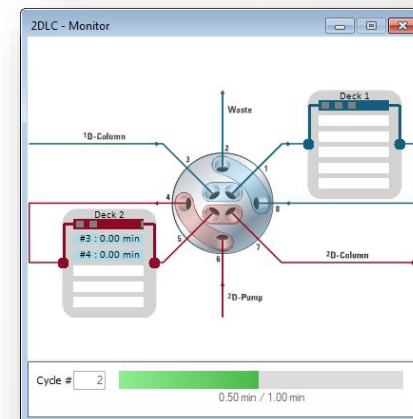 2DLC - Monitor
Deck 1
Waste
¹D-Column
3
2
1
4
8
Deck 2
#3 : 0.00 min
#4 : 0.00 min
5
6
7
²D-Column
²D-Pump
Cycle # 2
0.50 min / 1.00 min